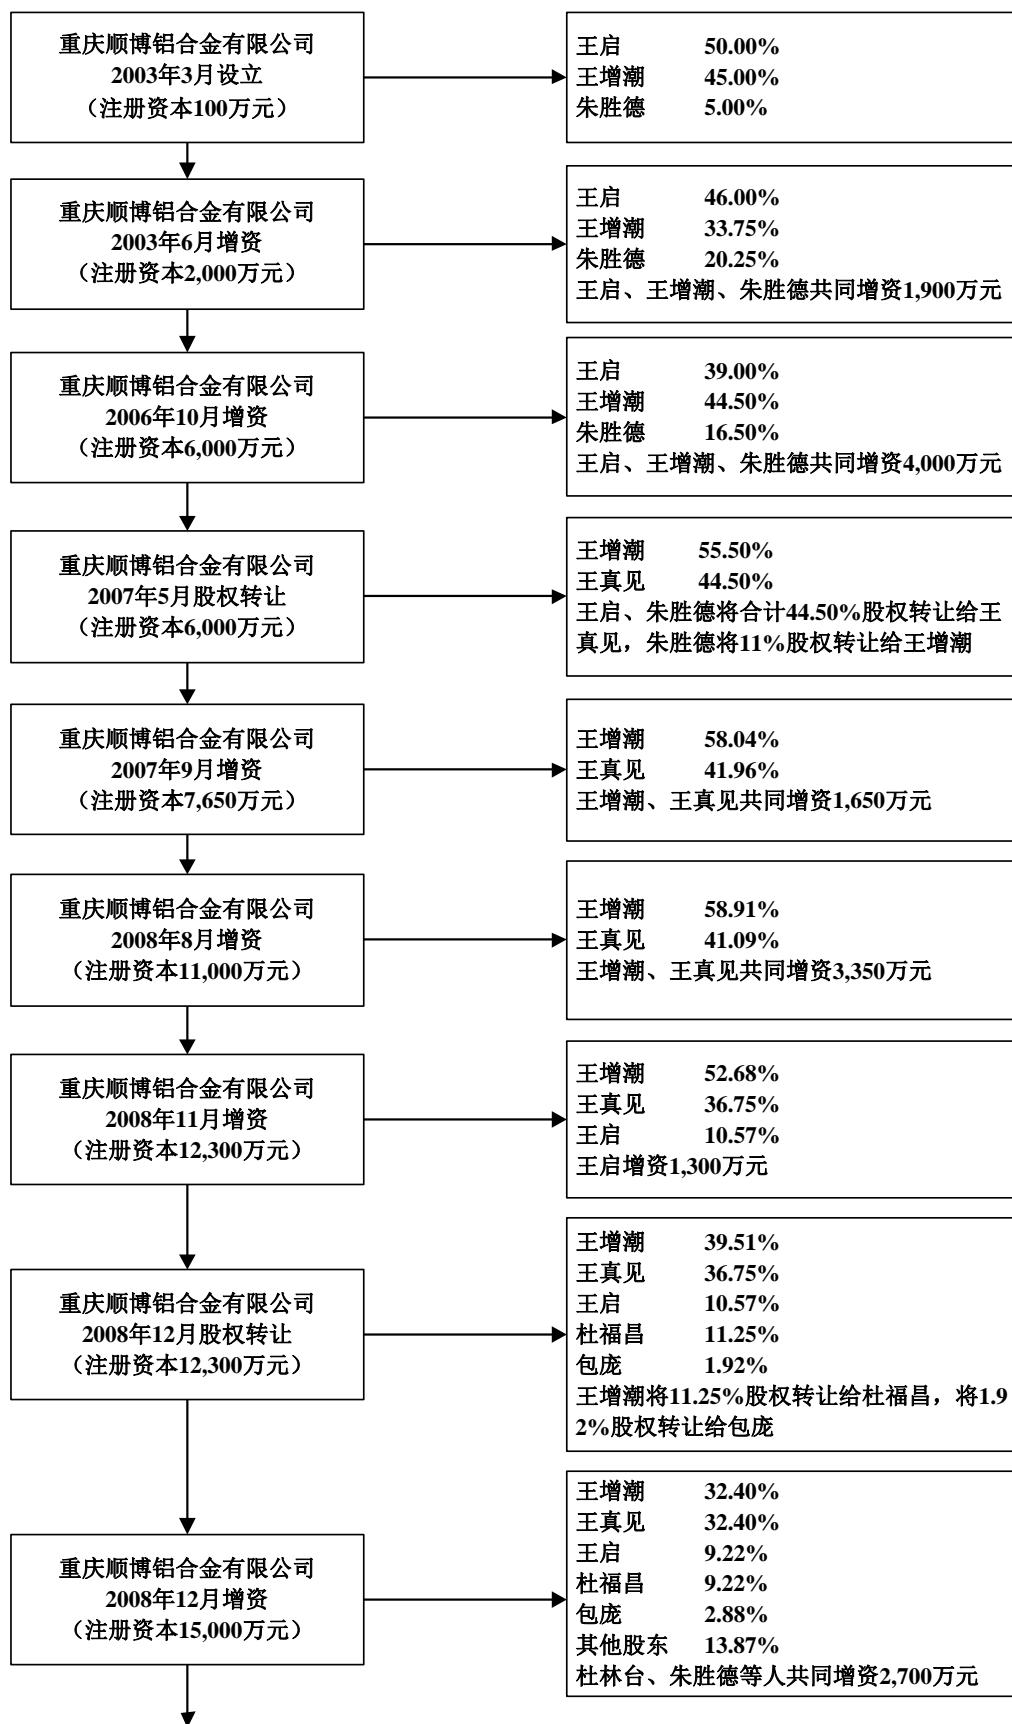 重庆顺博铝合金有限公司
2003年3月设立
（注册资本100万元）
王启 50.00%
王增潮 45.00%
朱胜德 5.00%
重庆顺博铝合金有限公司
2003年6月增资
（注册资本2,000万元）
王启 46.00%
王增潮 33.75%
朱胜德 20.25%
王启、王增潮、朱胜德共同增资1,900万元
重庆顺博铝合金有限公司
2006年10月增资
（注册资本6,000万元）
王启 39.00%
王增潮 44.50%
朱胜德 16.50%
王启、王增潮、朱胜德共同增资4,000万元
重庆顺博铝合金有限公司
2007年5月股权转让
（注册资本6,000万元）
王增潮 55.50%
王真见 44.50%
王启、朱胜德将合计44.50%股权转让给王
真见，朱胜德将11%股权转让给王增潮
重庆顺博铝合金有限公司
2007年9月增资
（注册资本7,650万元）
王增潮 58.04%
王真见 41.96%
王增潮、王真见共同增资1,650万元
重庆顺博铝合金有限公司
2008年8月增资
（注册资本11,000万元）
王增潮 58.91%
王真见 41.09%
王增潮、王真见共同增资3,350万元
重庆顺博铝合金有限公司
2008年11月增资
（注册资本12,300万元）
王增潮 52.68%
王真见 36.75%
王启 10.57%
王启增资1,300万元
重庆顺博铝合金有限公司
2008年12月股权转让
（注册资本12,300万元）
王增潮 39.51%
王真见 36.75%
王启 10.57%
杜福昌 11.25%
包庞 1.92%
王增潮将11.25%股权转让给杜福昌，将1.9
2%股权转让给包庞
重庆顺博铝合金有限公司
2008年12月增资
（注册资本15,000万元）
王增潮 32.40%
王真见 32.40%
王启 9.22%
杜福昌 9.22%
包庞 2.88%
其他股东 13.87%
杜林台、朱胜德等人共同增资2,700万元